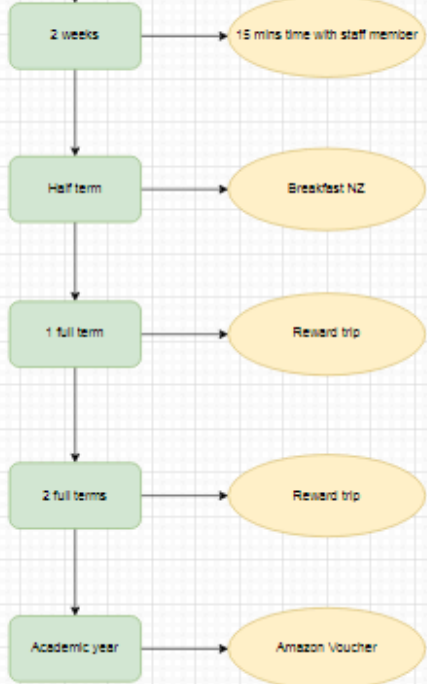 2 weeks
15 mins time with staff member
Half term
Breakfast NZ
1 full term
Reward trip
2 full terms
Reward trip
Academic year
Amazon Voucher